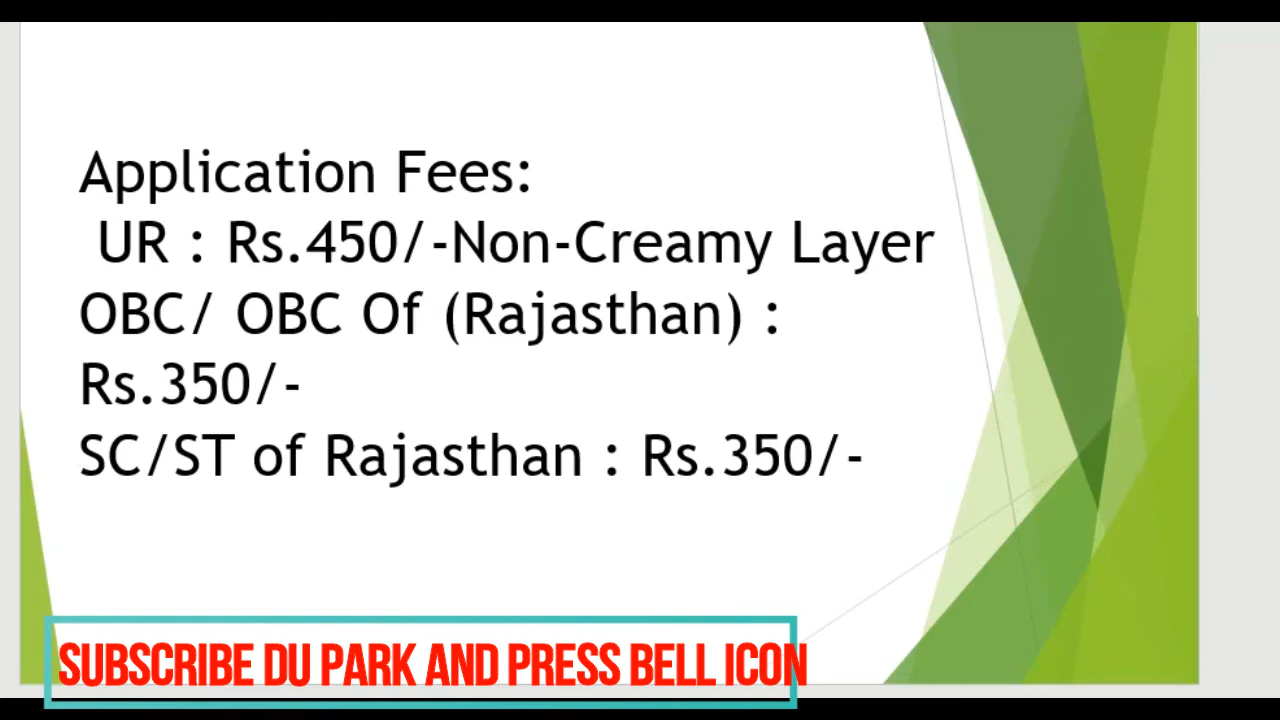 Application Fees:
UR : Rs.450/-Non-Creamy Layer
OBC/ OBC Of (Rajasthan) :
Rs.350/-
SC/ST of Rajasthan : Rs.350/-
SUBSCRIBE DU PARK AND PRESS BELL ICON